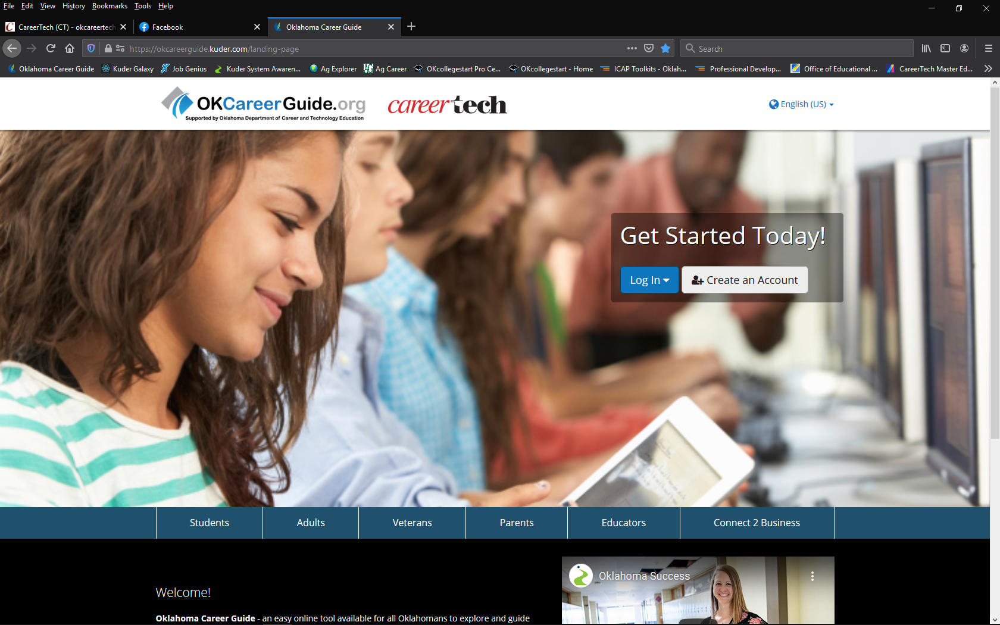 File Edit View History Bookmarks Tools Help
CareerTech (CT) - okcareertech
Facebook
Oklahoma Career Guide
https://okcareerguide.kuder.com/landing-page
Search
Oklahoma Career Guide Kuder Galaxy Job Genius Kuder System Awaren... Ag Explorer Ag Career OKcollegestart Pro Ce... OKcollegestart - Home ICAP Toolkits - Oklah... Professional Develop... Office of Educational ... CareerTech Master Ed...
OKCareerGuide.org
Supported by Oklahoma Department of Career and Technology Education
careertech
English (US)
Get Started Today!
Log In
Create an Account
Students Adults Veterans Parents Educators Connect 2 Business
Oklahoma Success
Welcome!
Oklahoma Career Guide - an easy online tool available for all Oklahomans to explore and guide